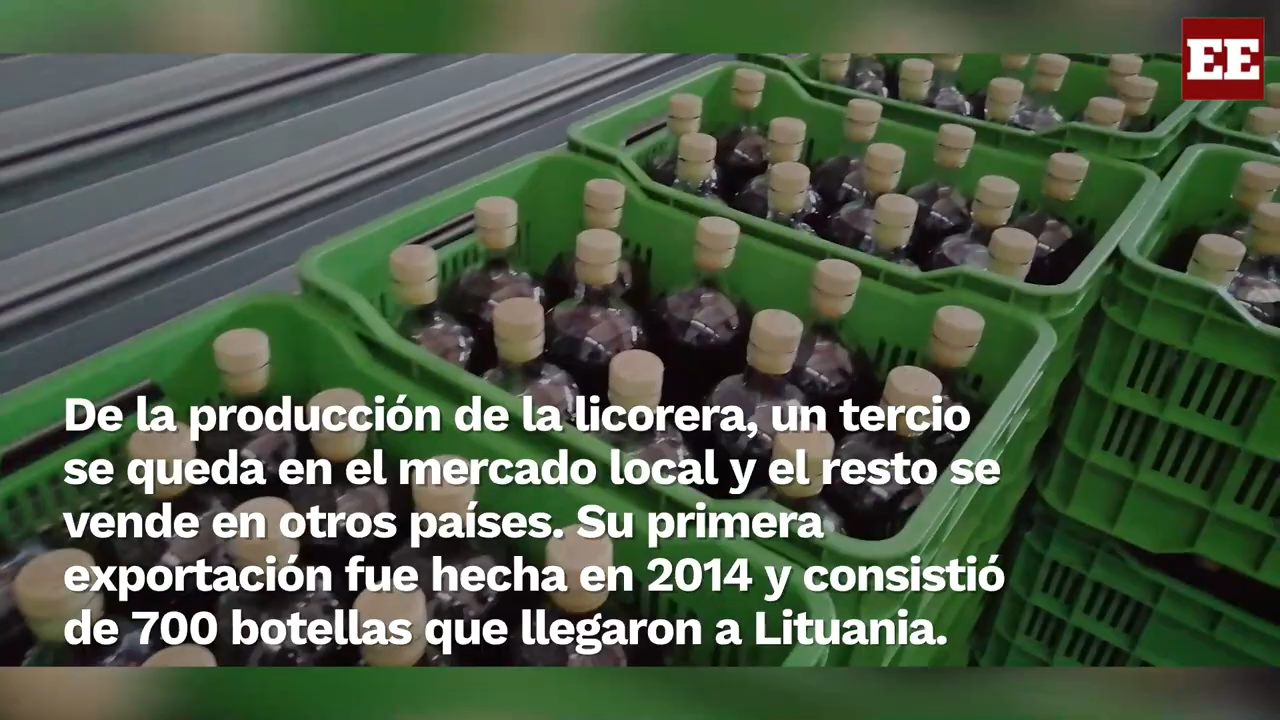 EE
De la producción de la licorera, un tercio
se queda en el mercado local y el resto se
vende en otros países. Su primera
exportación fue hecha en 2014 y consistió
de 700 botellas que llegaron a Lituania.